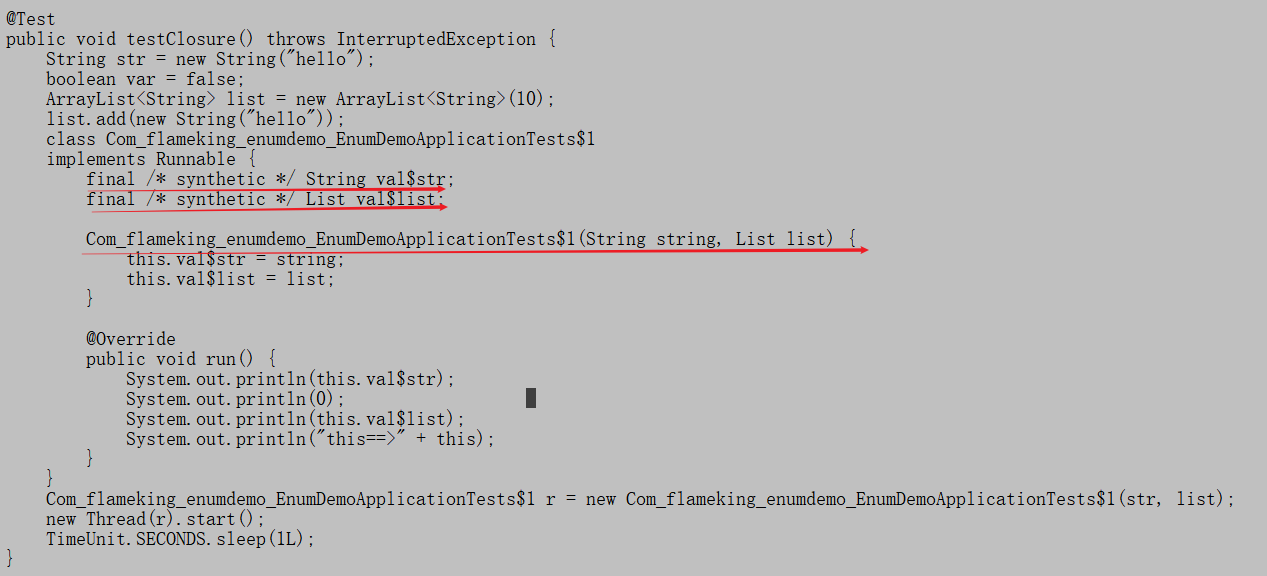 @Test
public void testClosure() throws InterruptedException {
    String str = new String("hello");
    boolean var = false;
    ArrayList<String> list = new ArrayList<String>(10);
    list.add(new String("hello"));
    class Com_flameking_enumdemo_EnumDemoApplicationTests$1
    implements Runnable {
        final /* synthetic */ String val$str;
        final /* synthetic */ List val$list;

        Com_flameking_enumdemo_EnumDemoApplicationTests$1(String string, List list) {
            this.val$str = string;
            this.val$list = list;
        }

        @Override
        public void run() {
            System.out.println(this.val$str);
            System.out.println(0);
            System.out.println(this.val$list);
            System.out.println("this==>" + this);
        }
    }
    Com_flameking_enumdemo_EnumDemoApplicationTests$1 r = new Com_flameking_enumdemo_EnumDemoApplicationTests$1(str, list);
    new Thread(r).start();
    TimeUnit.SECONDS.sleep(1L);
}